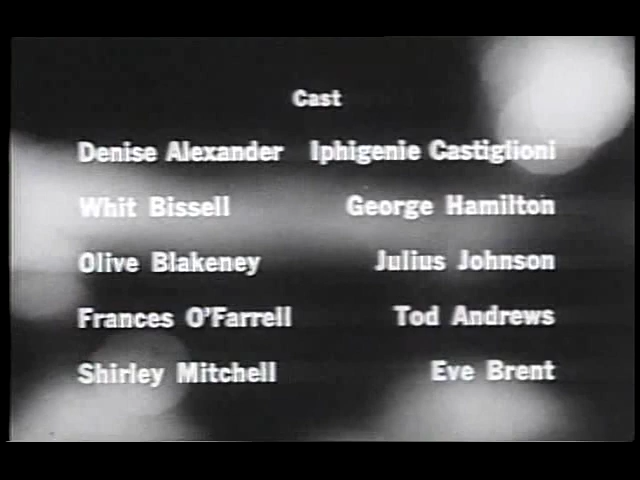 Cast
Denise Alexander Iphigenie Castiglioni
Whit Bissell George Hamilton
Olive Blakeney Julius Johnson
Frances O'Farrell Tod Andrews
Shirley Mitchell Eve Brent